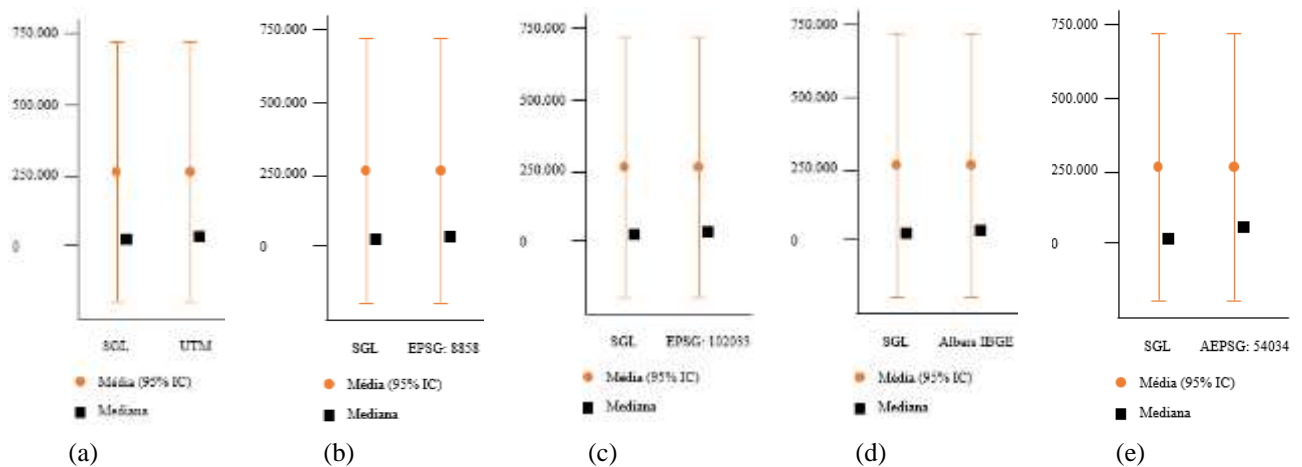 750.000
500.000
250.000
0
SGL UTM
Média (95% IC)
Mediana
(a)
750.000
500.000
250.000
0
SGL EPSG: 8858
Média (95% IC)
Mediana
(b)
750.000
500.000
250.000
0
SGL EPSG: 102033
Média (95% IC)
Mediana
(c)
750.000
500.000
250.000
0
SGL Albers IBGE
Média (95% IC)
Mediana
(d)
750.000
500.000
250.000
0
SGL AEPSG: 54034
Média (95% IC)
Mediana
(e)